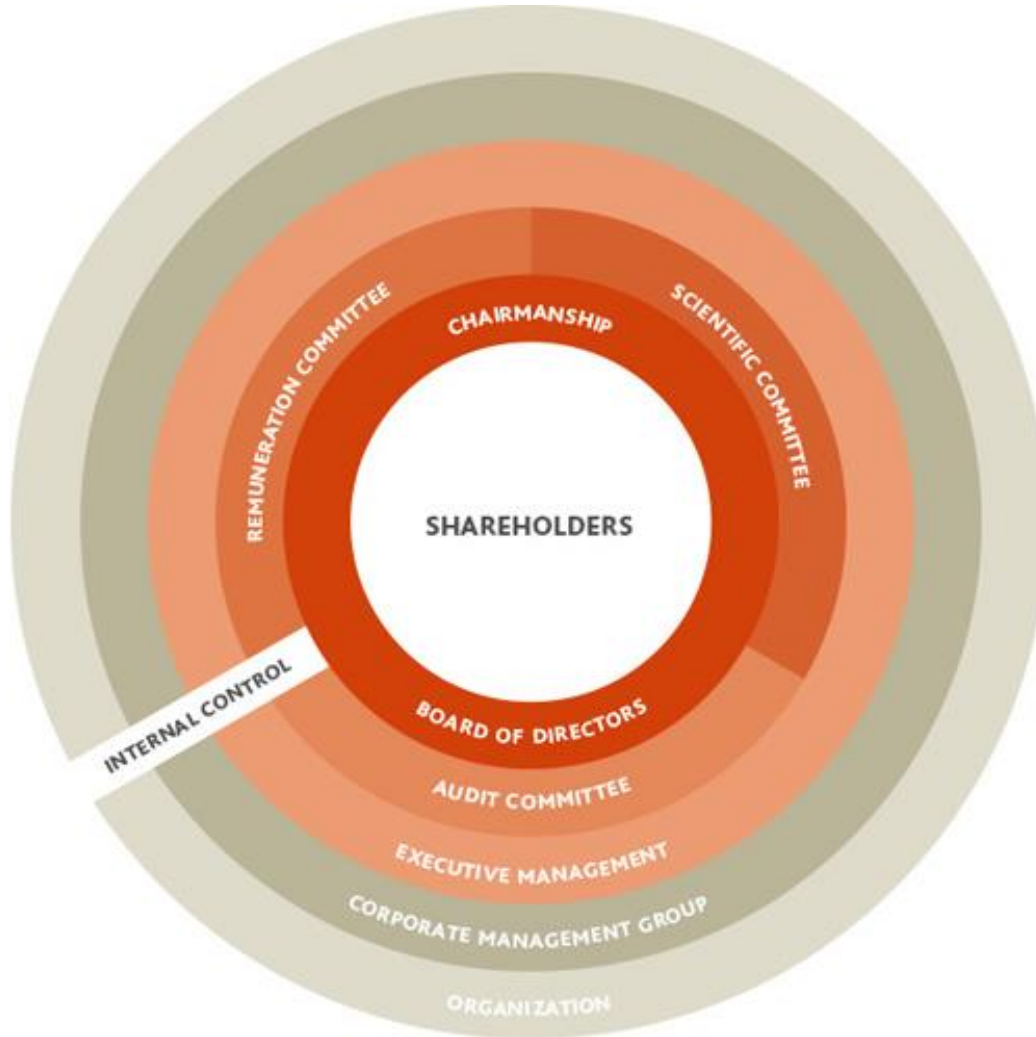 CHAIRMANSHIP
REMUNERATION COMMITTEE
SCIENTIFIC COMMITTEE
SHAREHOLDERS
INTERNAL CONTROL
BOARD OF DIRECTORS
AUDIT COMMITTEE
EXECUTIVE MANAGEMENT
CORPORATE MANAGEMENT GROUP
ORGANIZATION